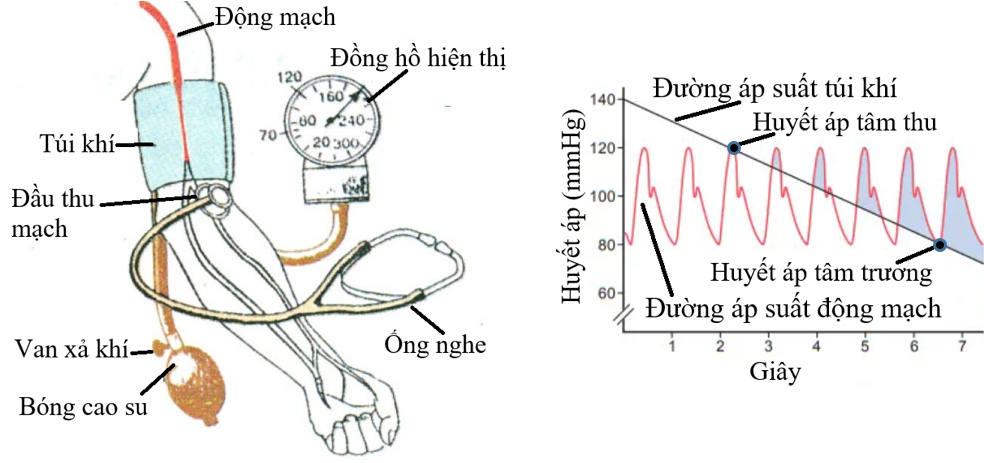 Động mạch
Đồng hồ hiện thị
120
160
80
240
70
20
300
Túi khí
Đầu thu
mạch
Van xả khí
Bóng cao su
Ống nghe
Huyết áp (mmHg)
140
120
100
80
60
Đường áp suất túi khí
Huyết áp tâm thu
Huyết áp tâm trương
Đường áp suất động mạch
1 2 3 4 5 6 7
Giây